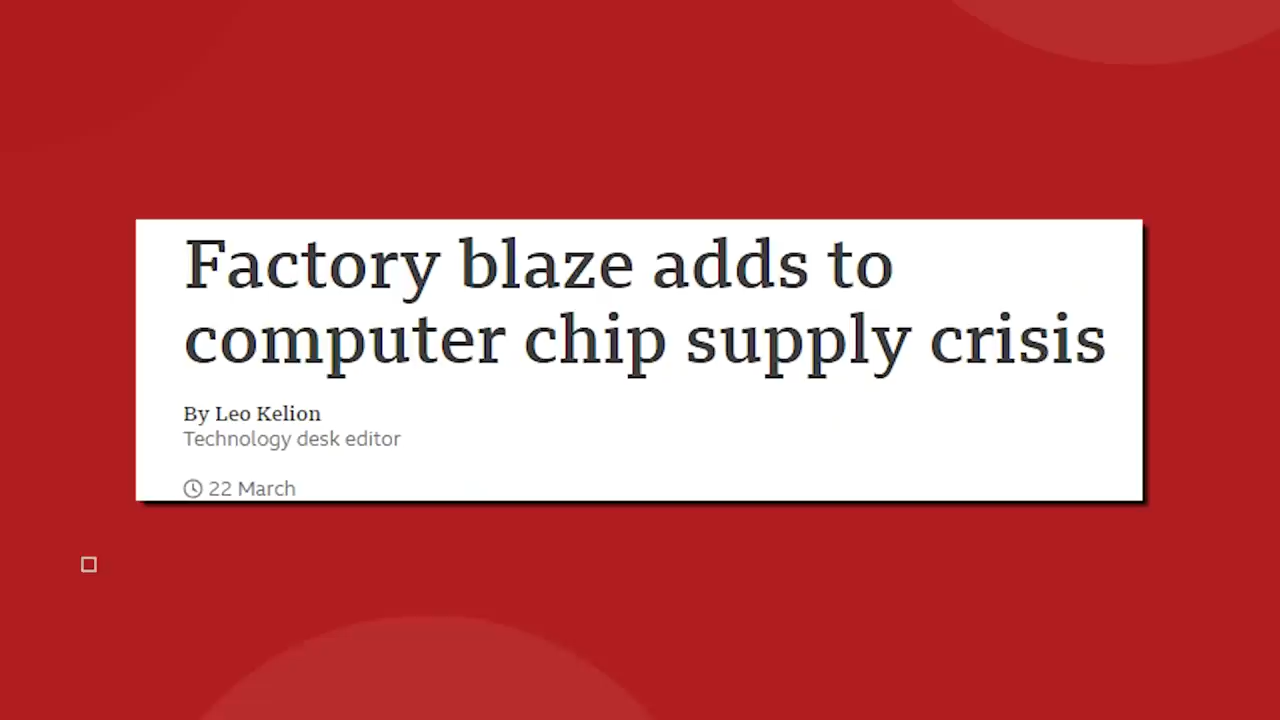 Factory blaze adds to
computer chip supply crisis
By Leo Kelion
Technology desk editor
22 March